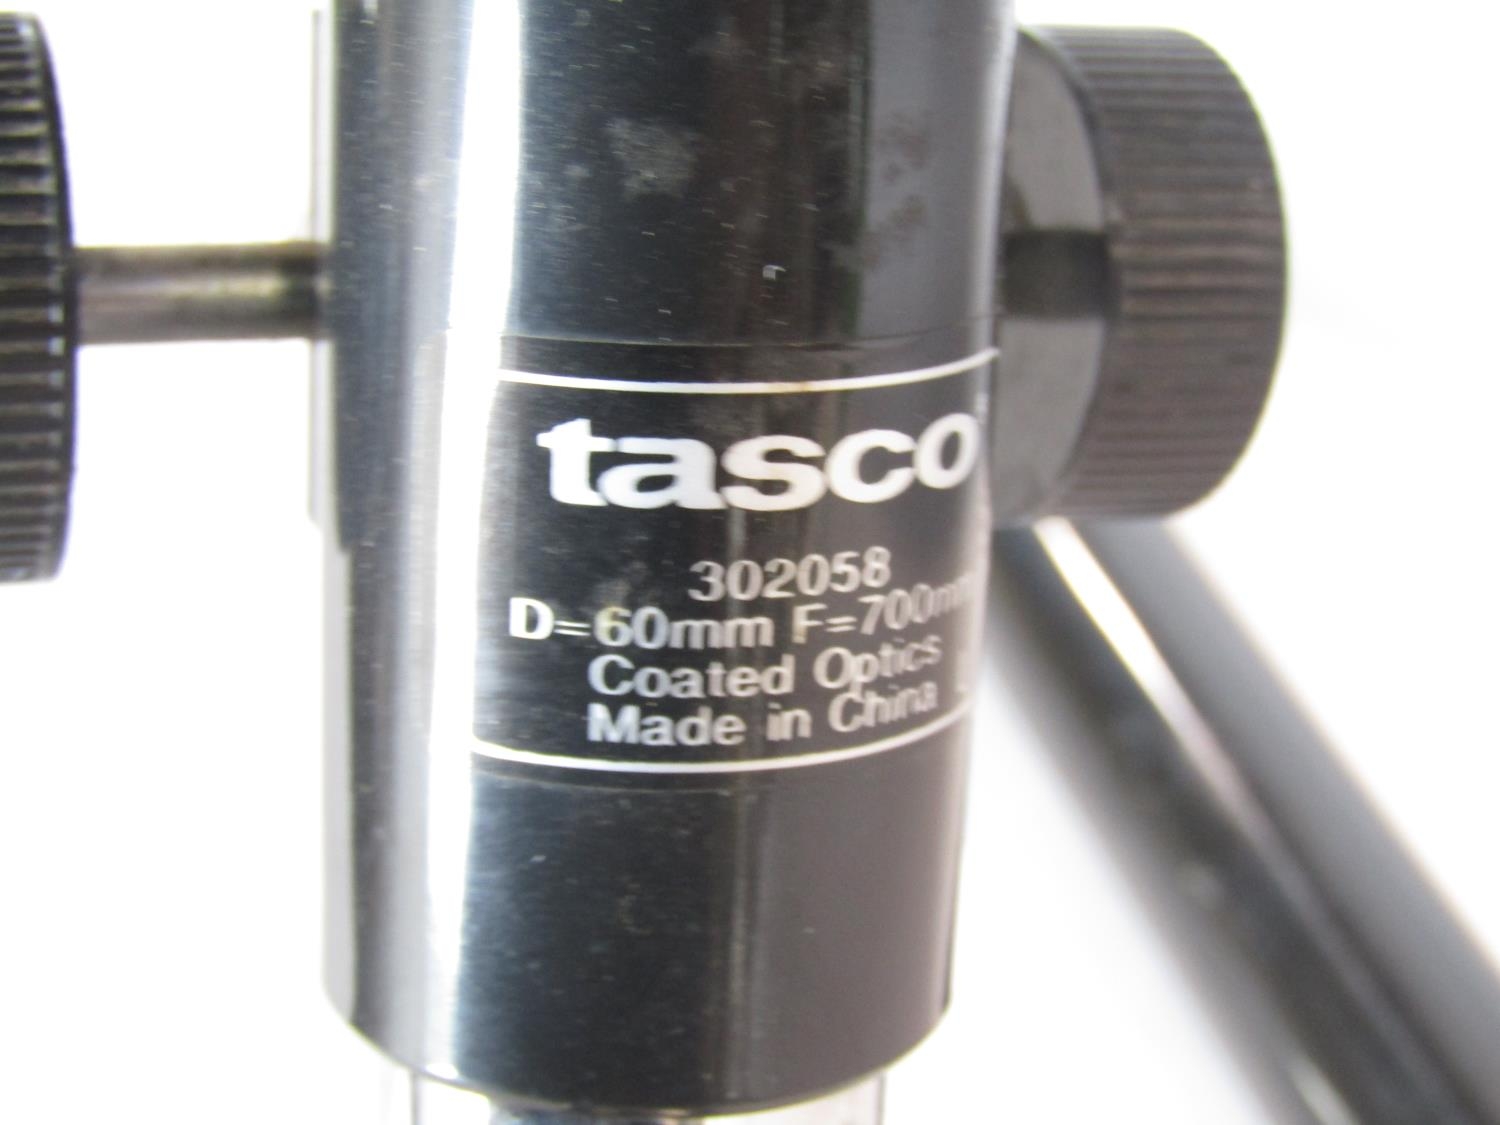 tasco
302058
D=60mm F=700mm
Coated Optics
Made in China